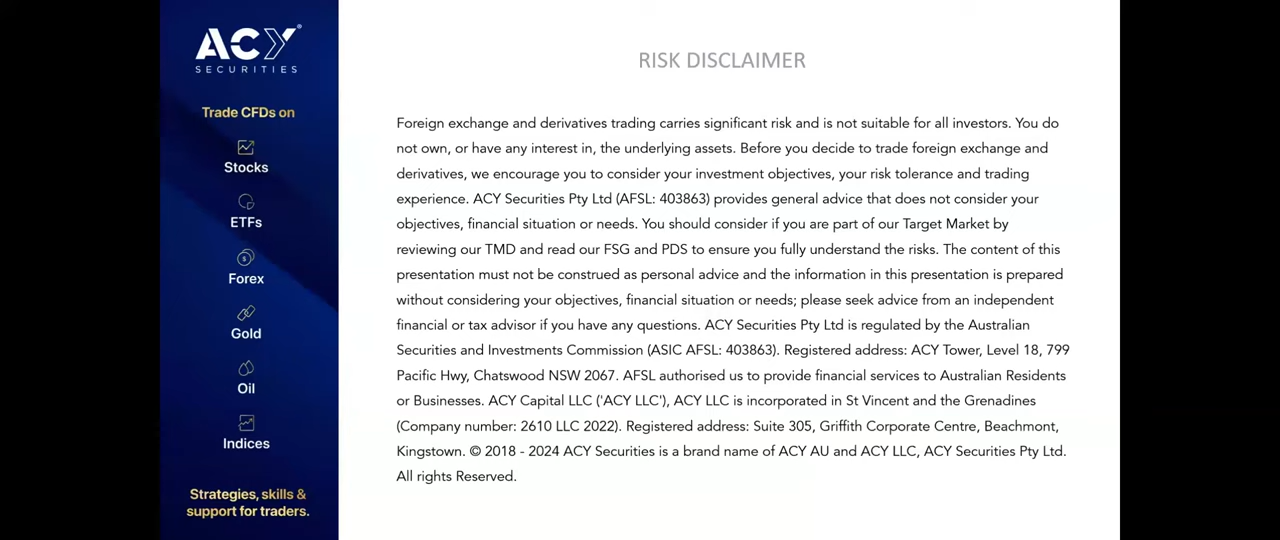 ACY
SECURITIES
Trade CFDs on
Stocks
ETFs
Forex
Gold
Oil
Indices
Strategies, skills &
support for traders.
RISK DISCLAIMER
Foreign exchange and derivatives trading carries significant risk and is not suitable for all investors. You do
not own, or have any interest in, the underlying assets. Before you decide to trade foreign exchange and
derivatives, we encourage you to consider your investment objectives, your risk tolerance and trading
experience. ACY Securities Pty Ltd (AFSL: 403863) provides general advice that does not consider your
objectives, financial situation or needs. You should consider if you are part of our Target Market by
reviewing our TMD and read our FSG and PDS to ensure you fully understand the risks. The content of this
presentation must not be construed as personal advice and the information in this presentation is prepared
without considering your objectives, financial situation or needs; please seek advice from an independent
financial or tax advisor if you have any questions. ACY Securities Pty Ltd is regulated by the Australian
Securities and Investments Commission (ASIC AFSL: 403863). Registered address: ACY Tower, Level 18, 799
Pacific Hwy, Chatswood NSW 2067. AFSL authorised us to provide financial services to Australian Residents
or Businesses. ACY Capital LLC ('ACY LLC'), ACY LLC is incorporated in St Vincent and the Grenadines
(Company number: 2610 LLC 2022). Registered address: Suite 305, Griffith Corporate Centre, Beachmont,
Kingstown. © 2018 - 2024 ACY Securities is a brand name of ACY AU and ACY LLC, ACY Securities Pty Ltd.
All rights Reserved.